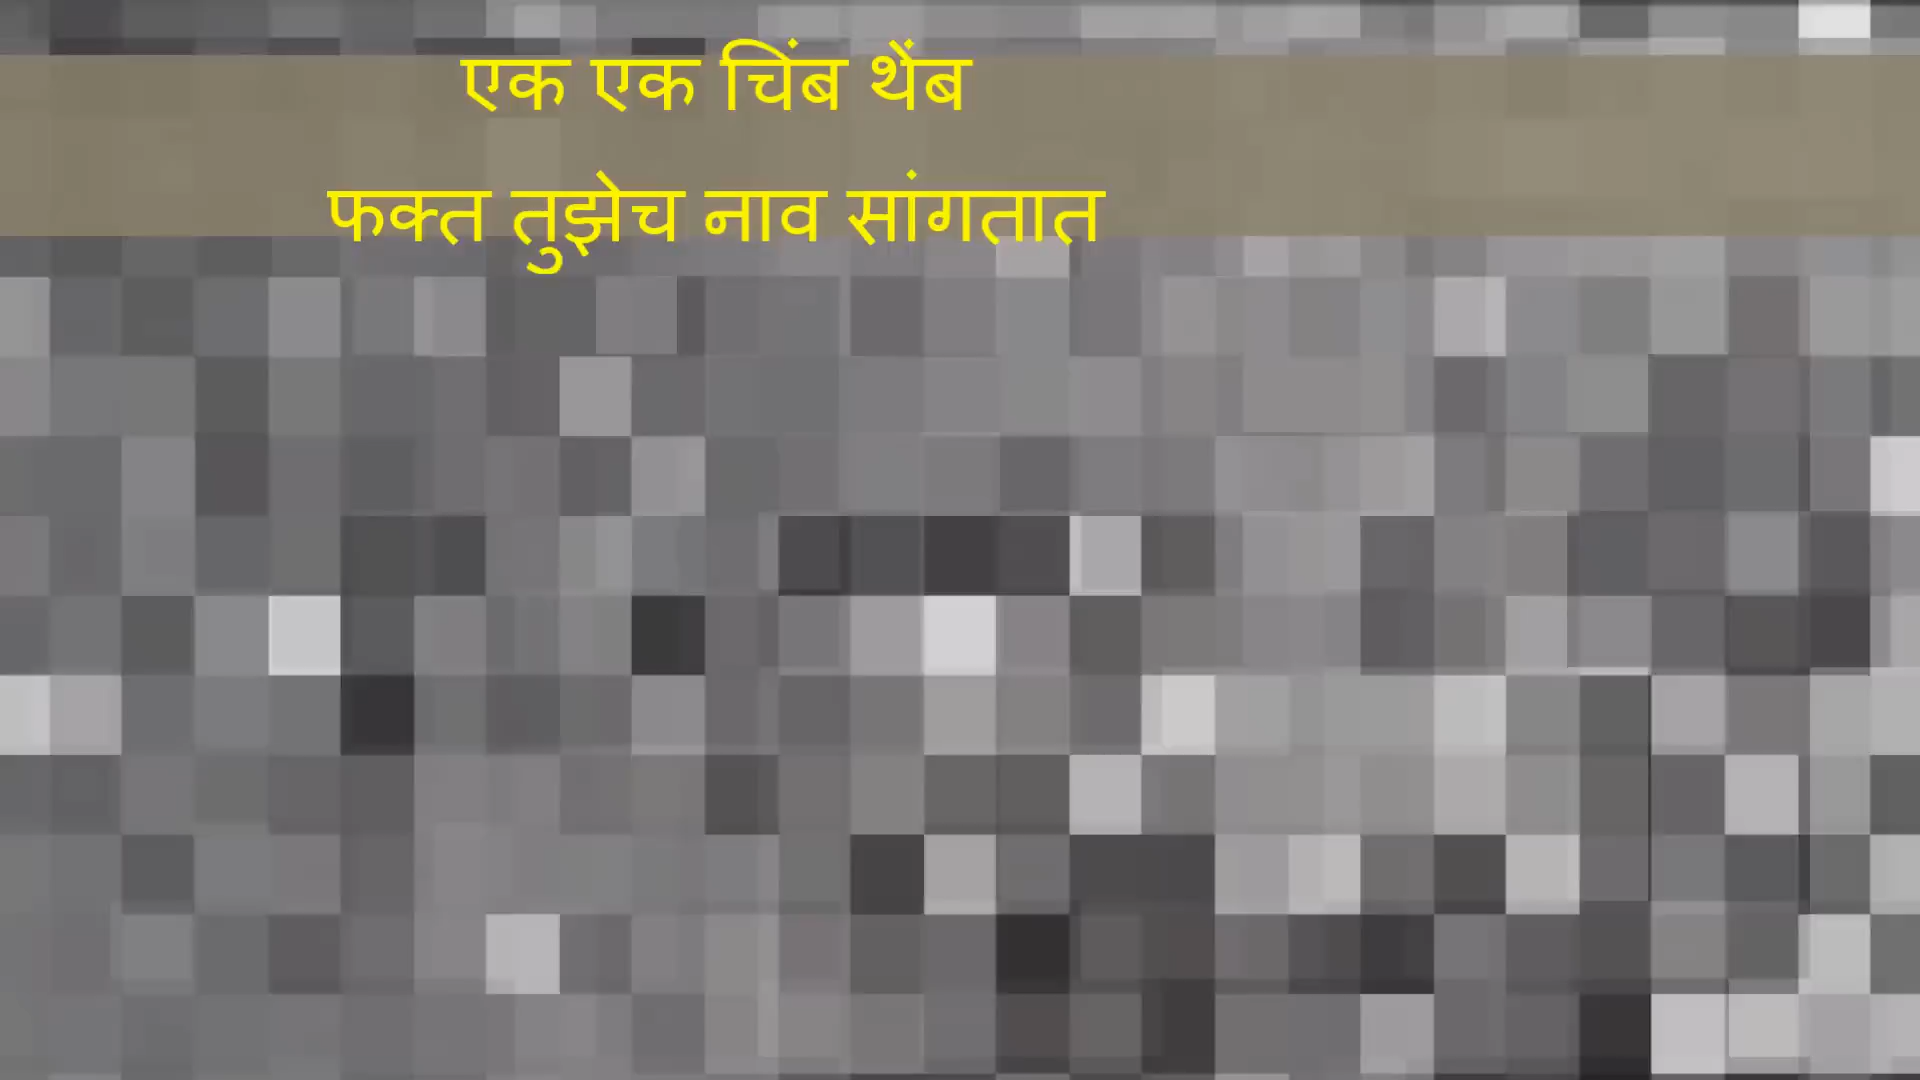 एक एक चिंब थेंब
फक्त तुझेच नाव सांगतात